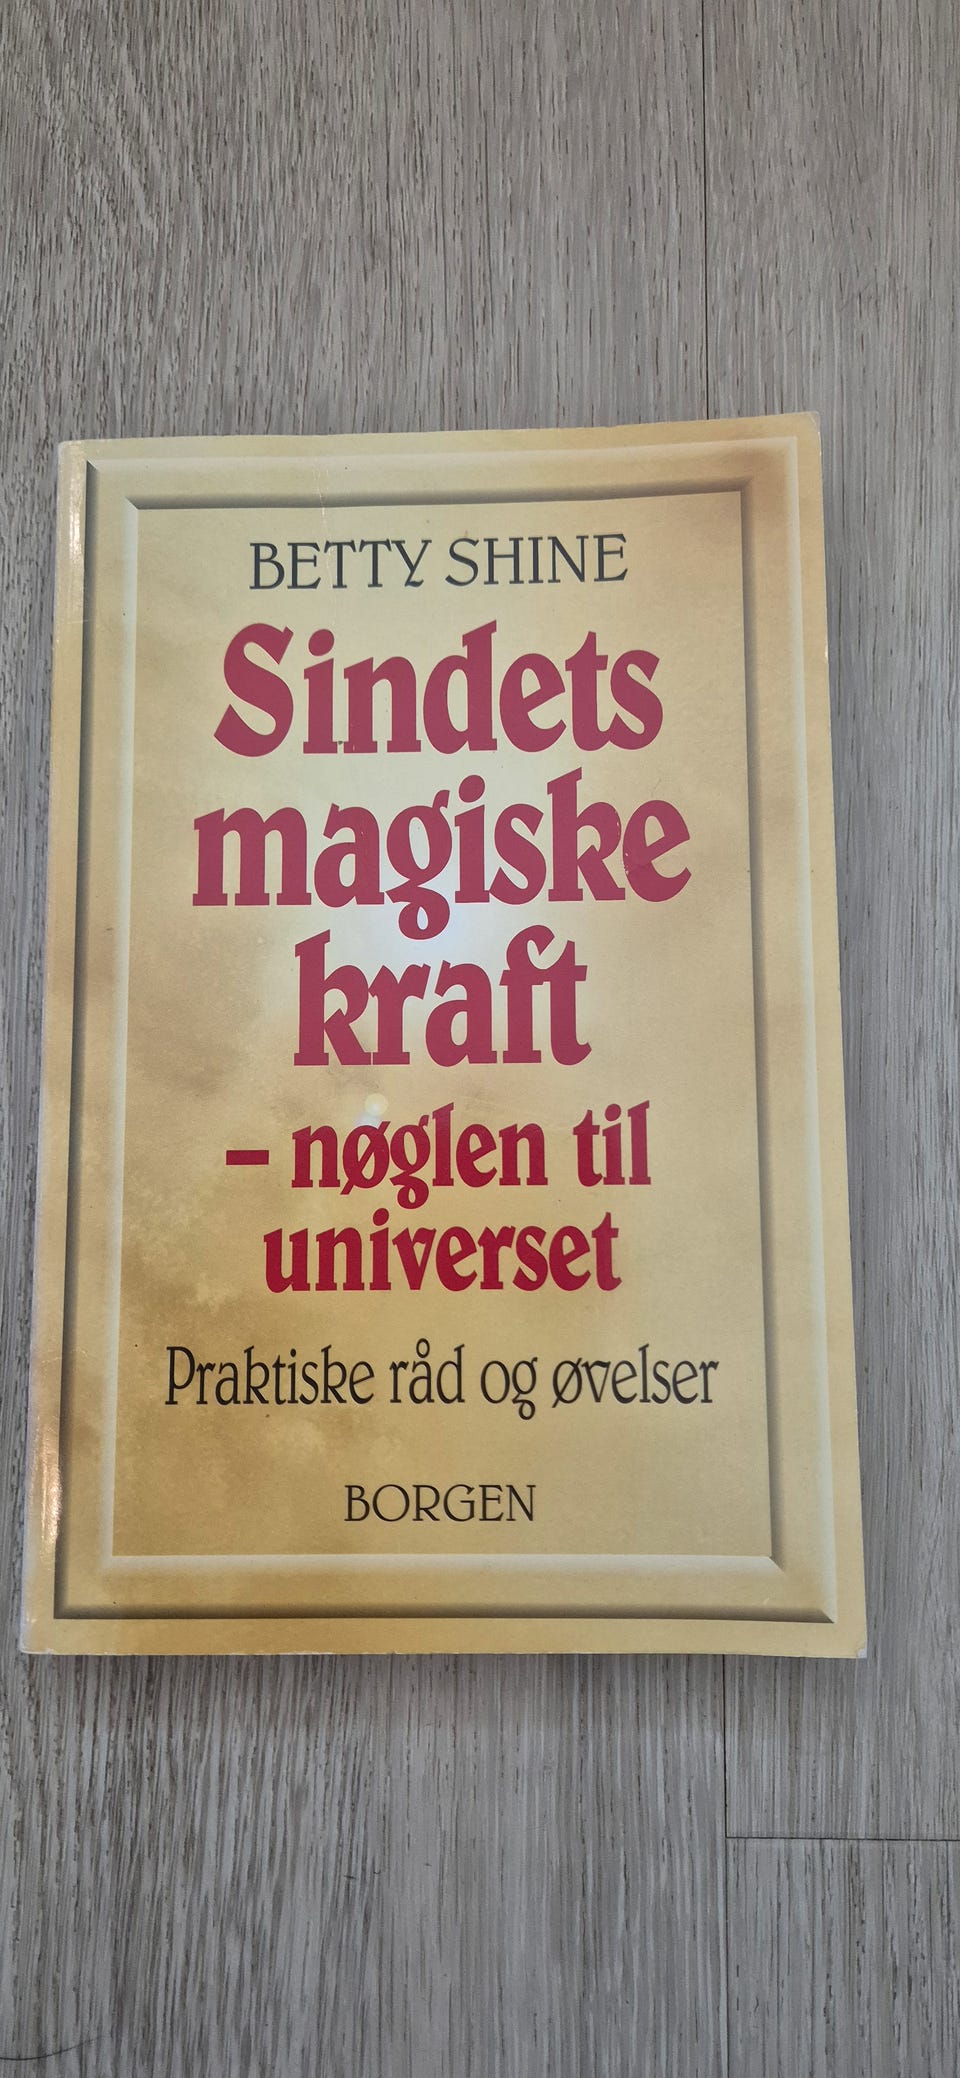 BETTY SHINE
Sindets
magiske
kraft
– nøglen til
universet
Praktiske råd og øvelser
BORGEN